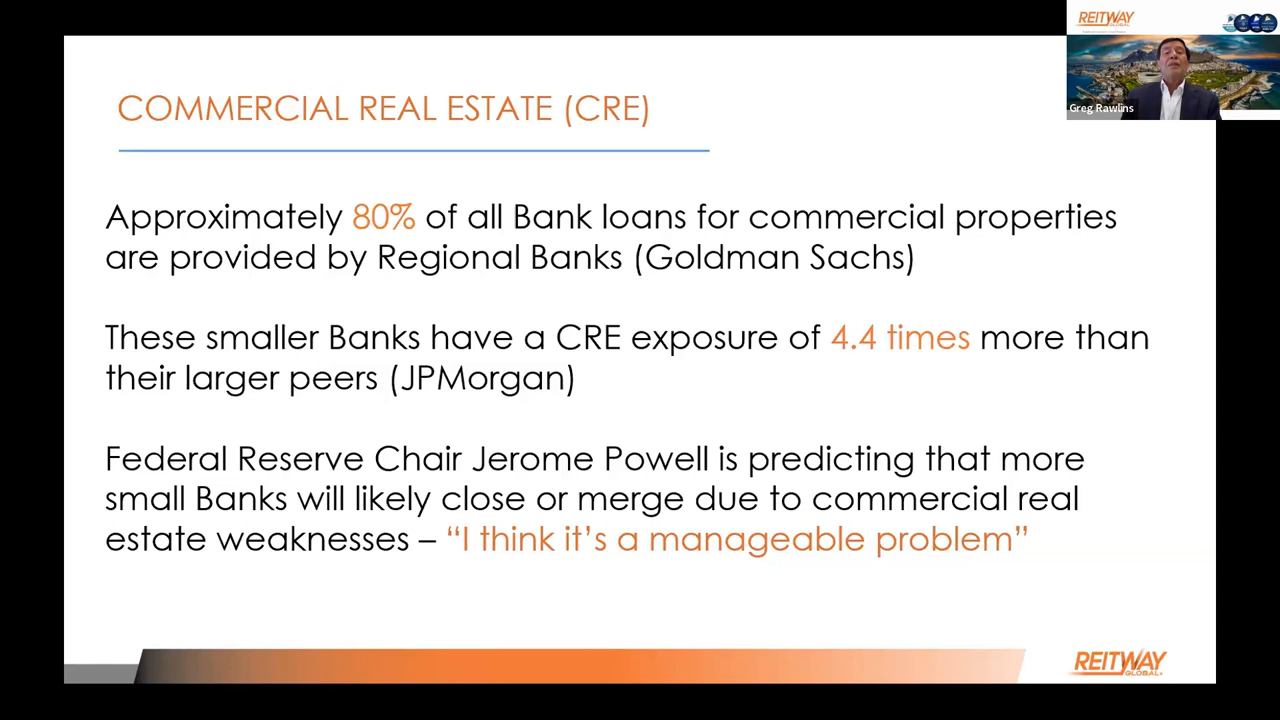 REITWAY
GLOBAL
Greg Rawlins
COMMERCIAL REAL ESTATE (CRE)
Approximately 80% of all Bank loans for commercial properties
are provided by Regional Banks (Goldman Sachs)
These smaller Banks have a CRE exposure of 4.4 times more than
their larger peers (JPMorgan)
Federal Reserve Chair Jerome Powell is predicting that more
small Banks will likely close or merge due to commercial real
estate weaknesses – “I think it’s a manageable problem”
REITWAY
GLOBAL